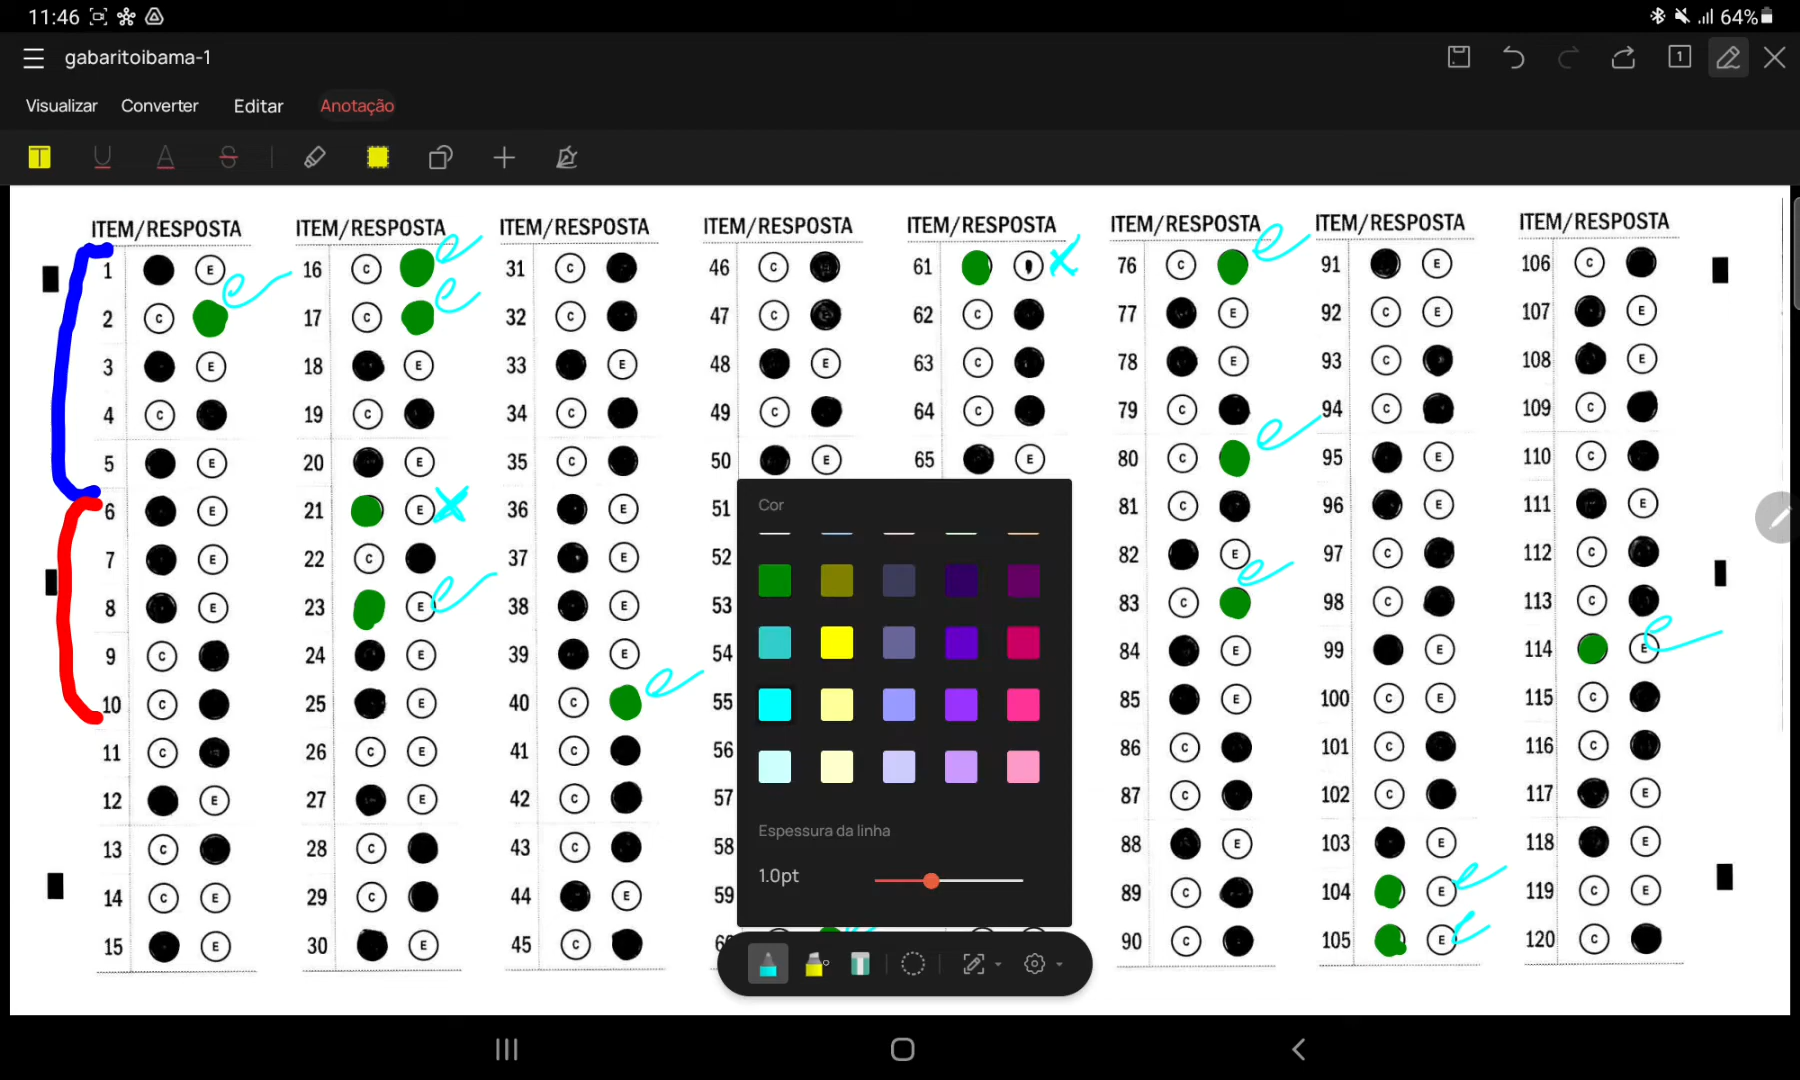 11:46 64%
gabaritoibama-1 1
Visualizar Converter Editar Anotação
T U A S
ITEM/RESPOSTA ITEM/RESPOSTA ITEM/RESPOSTA ITEM/RESPOSTA ITEM/RESPOSTA ITEM/RESPOSTA ITEM/RESPOSTA ITEM/RESPOSTA
1 E 16 C e 31 C 46 C 61 x 76 C e 91 E 106 C
2 C e 17 C e 32 C 47 C 62 C 77 E 92 C E 107 E
3 E 18 E 33 E 48 E 63 C 78 E 93 C 108 E
4 C 19 C 34 C 49 C 64 C 79 C 94 C 109 C
5 E 20 E 35 C 50 E 65 E 80 C e 95 E 110 C
6 E 21 E x 36 E 51 81 C 96 E 111 E
7 E 22 C 37 E 52 82 E 97 C 112 C
8 E 23 E e 38 E 53 83 C e 98 C 113 C
9 C 24 E 39 E 54 84 E 99 E 114 E e
10 C 25 E 40 C e 55 85 E 100 C E 115 C
11 C 26 C E 41 C 56 86 C 101 C 116 C
12 E 27 E 42 C 57 87 C 102 C 117 E
13 C 28 C 43 C 58 88 E 103 E 118 E
14 C E 29 C 44 E 59 89 C 104 E e 119 C E
15 E 30 E 45 C 90 C 105 E e 120 C
Cor
Espessura da linha
1.0pt